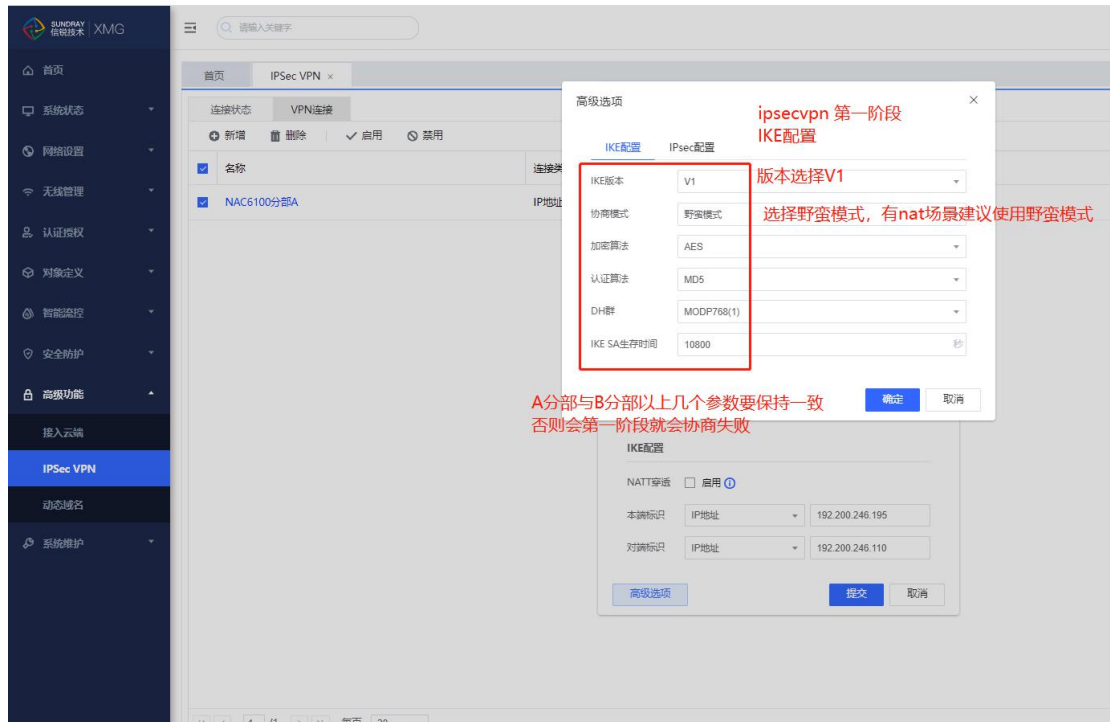 SUNDRAY
信锐技术 XMG
请输入关键字
首页
系统状态
网络设置
无线管理
认证授权
对象定义
智能流控
安全防护
高级功能
接入云端
IPSec VPN
动态域名
系统维护
首页 IPSec VPN ×
连接状态 VPN连接
新增 删除 启用 禁用
名称 连接类
NAC6100分部A IP地址
高级选项 ×
ipsecvpn 第一阶段
IKE配置
IKE配置 IPsec配置
IKE版本 V1
版本选择V1
协商模式 野蛮模式
选择野蛮模式，有nat场景建议使用野蛮模式
加密算法 AES
认证算法 MD5
DH群 MODP768(1)
IKE SA生存时间 10800 秒
确定 取消
A分部与B分部以上几个参数要保持一致
否则会第一阶段就会协商失败
IKE配置
NATT穿透 启用
本端标识 IP地址 192.200.246.195
对端标识 IP地址 192.200.246.110
高级选项 提交 取消